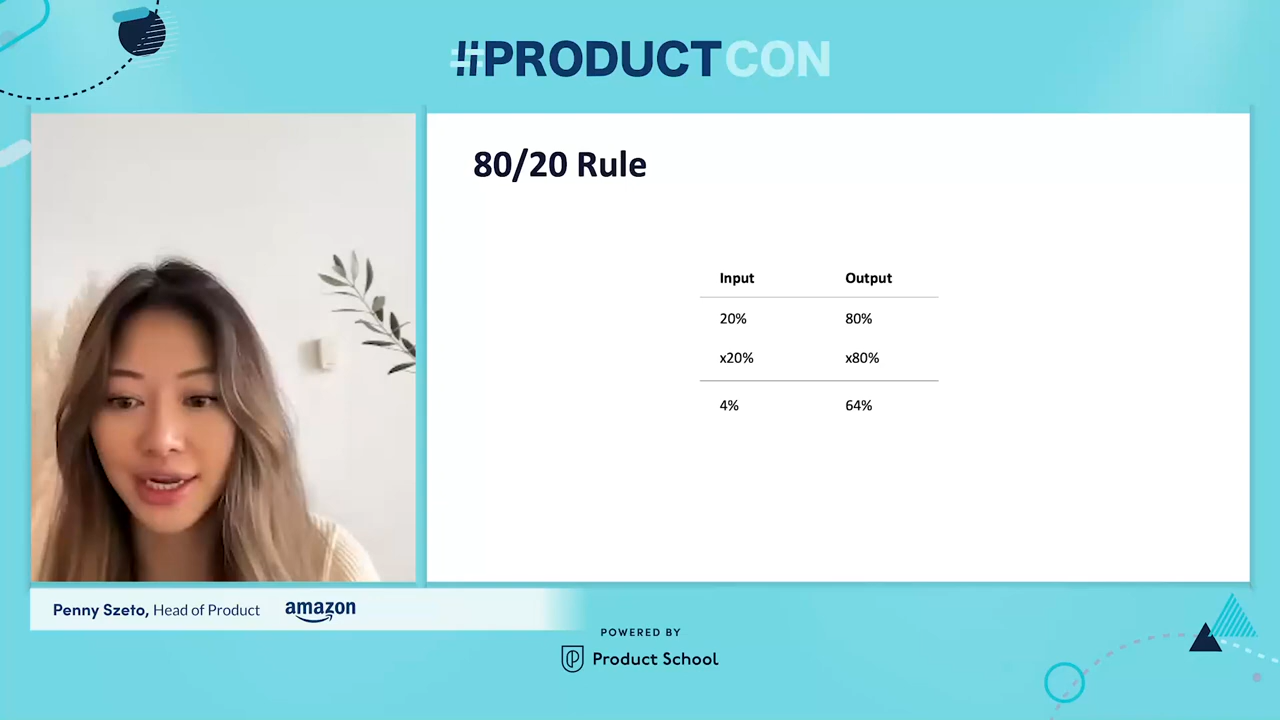 #PRODUCTCON
80/20 Rule
Input Output
20% 80%
x20% x80%
4% 64%
Penny Szeto, Head of Product amazon
POWERED BY
Product School